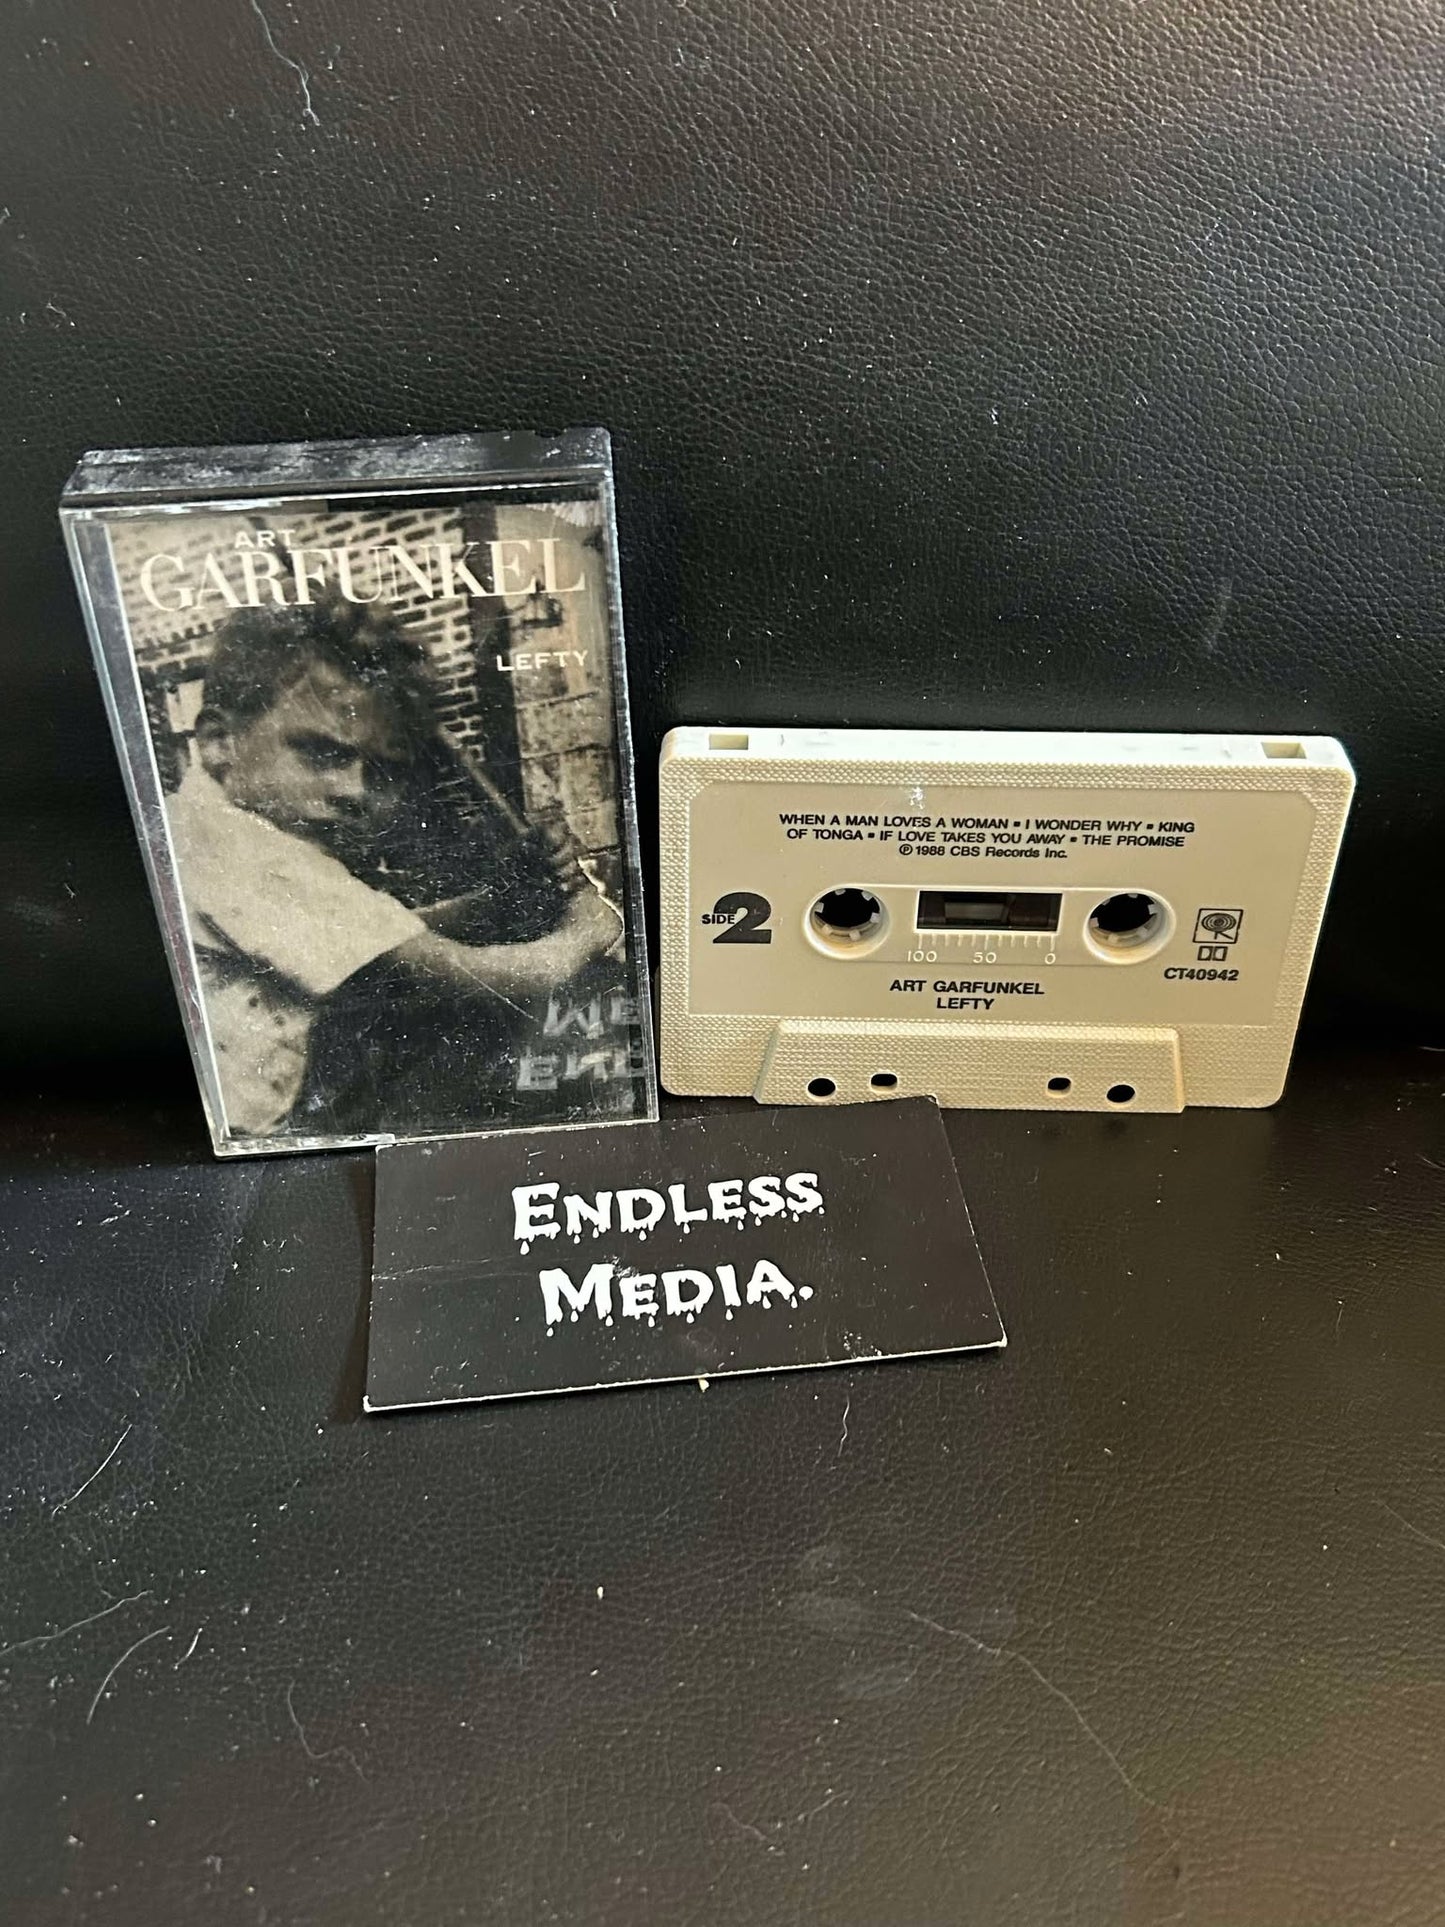 ART
GARFUNKEL
LEFTY
WHEN A MAN LOVES A WOMAN ▪ I WONDER WHY ▪ KING
OF TONGA ▪ IF LOVE TAKES YOU AWAY ▪ THE PROMISE
℗ 1988 CBS Records Inc.
SIDE 2
100 50 0
CT40942
ART GARFUNKEL
LEFTY
ENDLESS
MEDIA.